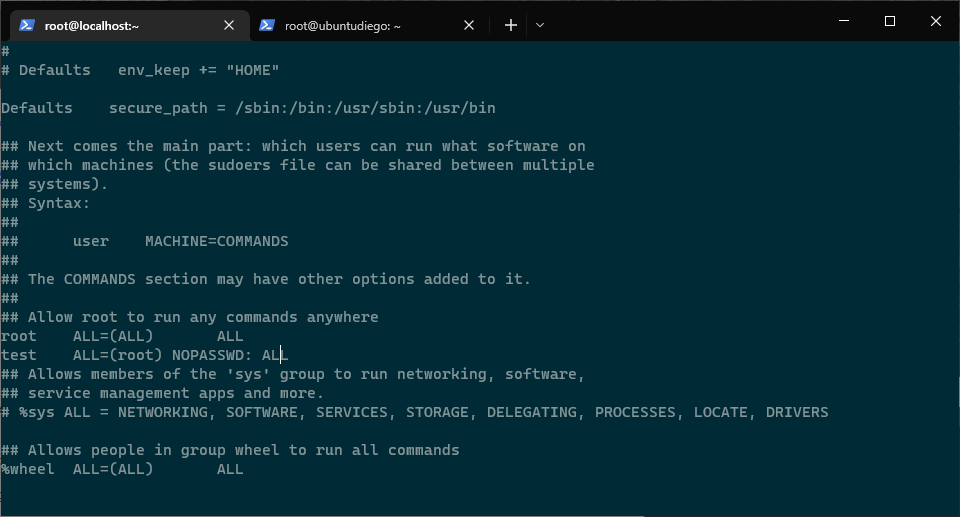 root@localhost:~
root@ubuntudiego: ~
#
# Defaults   env_keep += "HOME"
Defaults    secure_path = /sbin:/bin:/usr/sbin:/usr/bin
## Next comes the main part: which users can run what software on
## which machines (the sudoers file can be shared between multiple
## systems).
## Syntax:
##
##      user    MACHINE=COMMANDS
##
## The COMMANDS section may have other options added to it.
##
## Allow root to run any commands anywhere
root    ALL=(ALL)       ALL
test    ALL=(root) NOPASSWD: ALL
## Allows members of the 'sys' group to run networking, software,
## service management apps and more.
# %sys ALL = NETWORKING, SOFTWARE, SERVICES, STORAGE, DELEGATING, PROCESSES, LOCATE, DRIVERS
## Allows people in group wheel to run all commands
%wheel  ALL=(ALL)       ALL